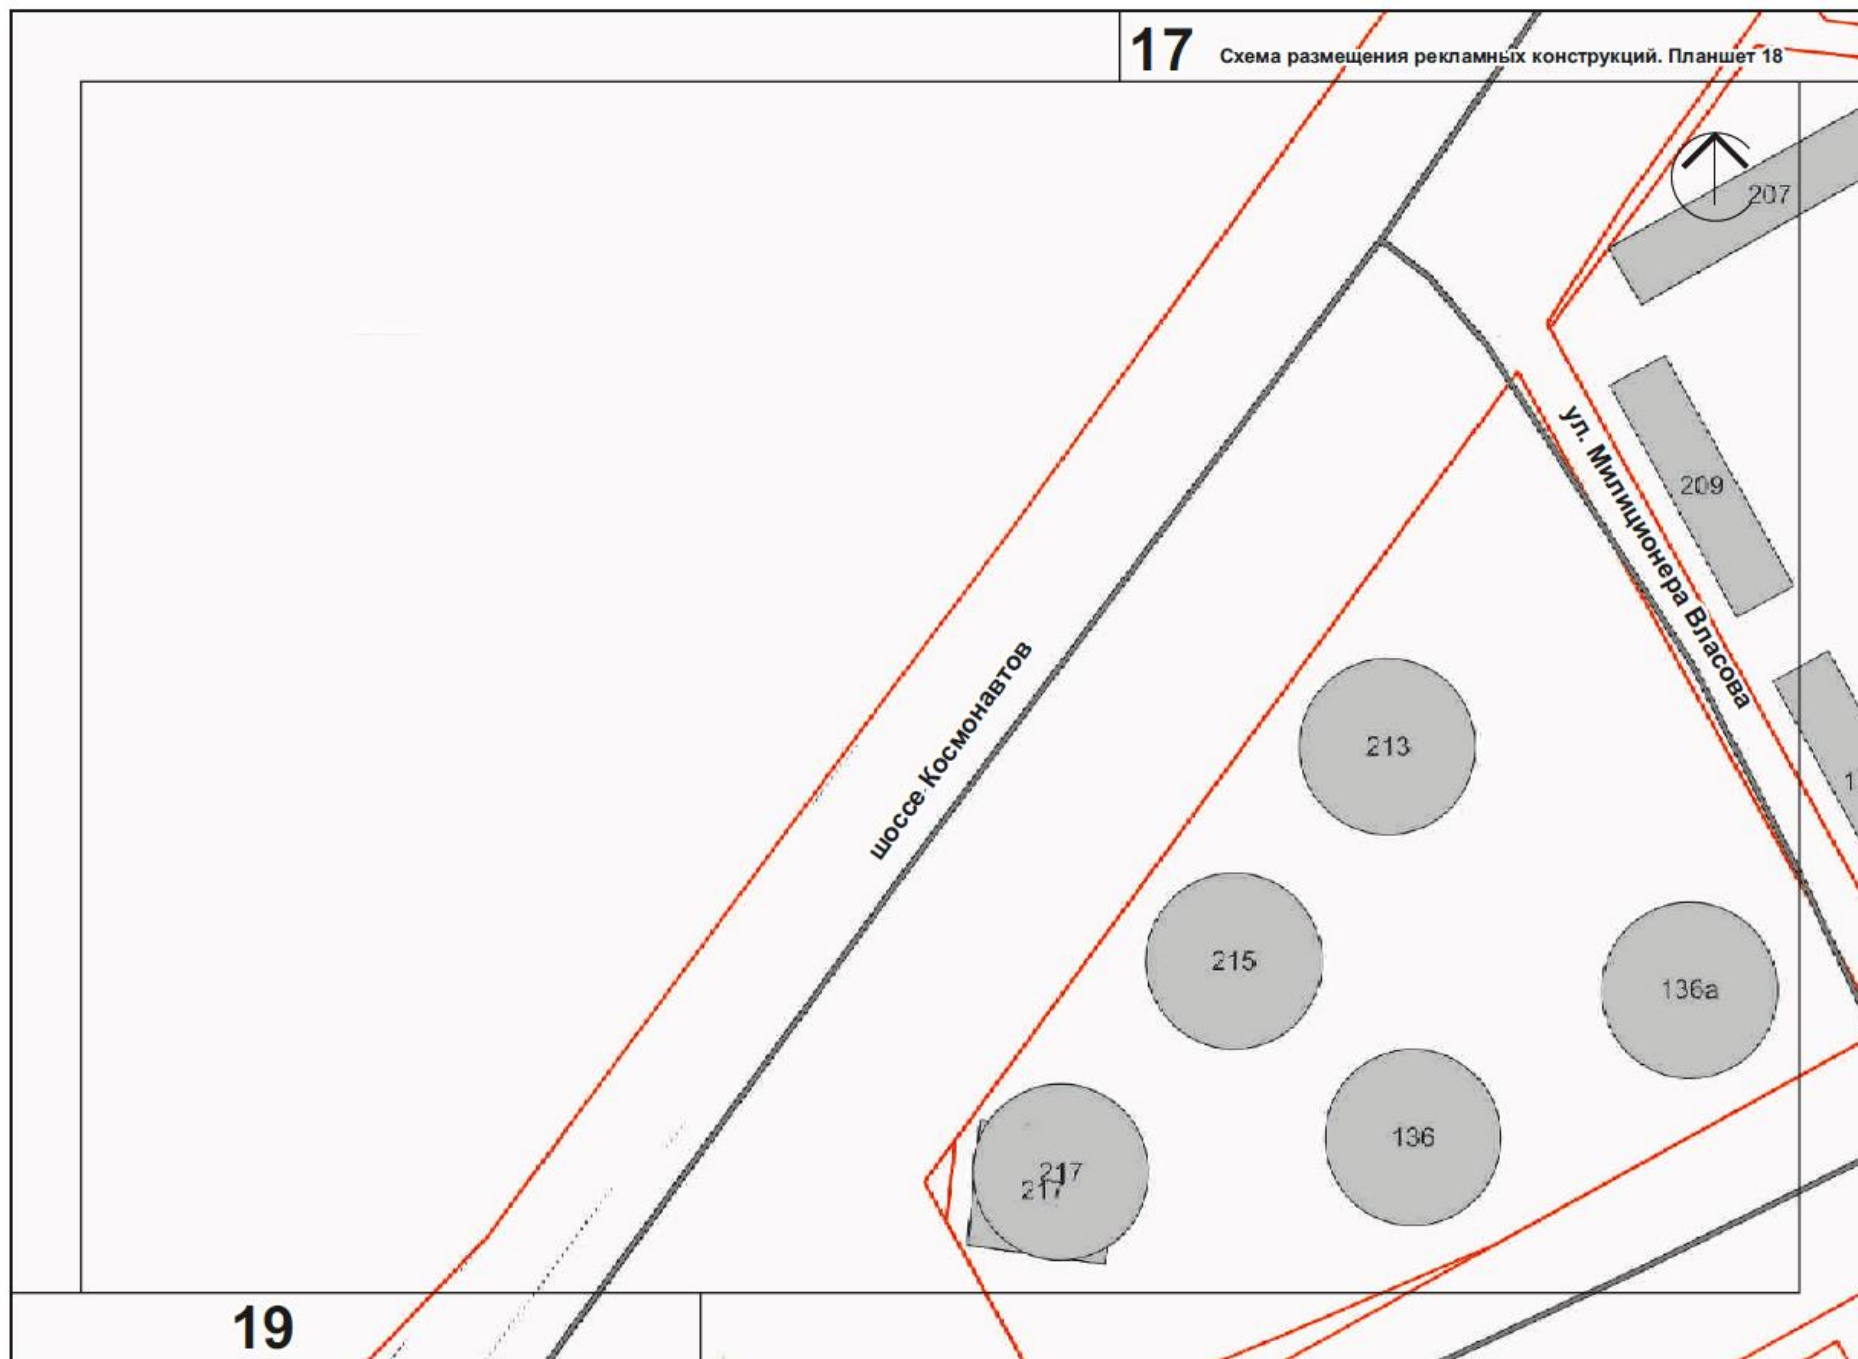 17 Схема размещения рекламных конструкций. Планшет 18
207
209
ул. Милиционера Власова
шоссе Космонавтов
213
215
136а
136
217
217
19